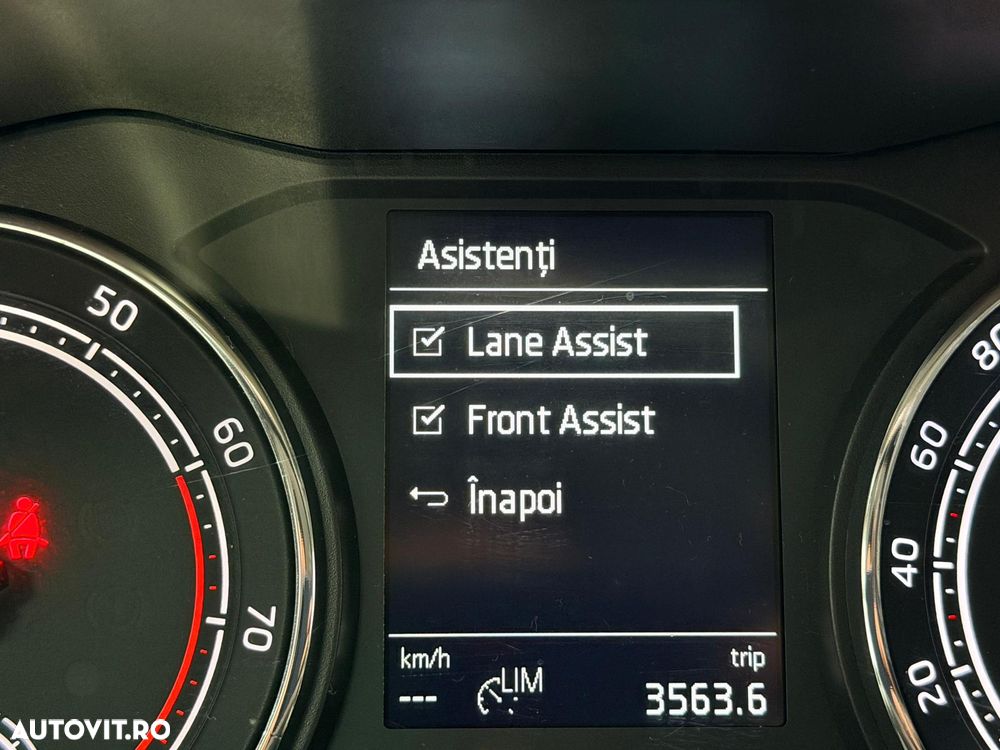 Asistenți
Lane Assist
Front Assist
Înapoi
km/h
trip
---
LIM
3563.6
50
60
70
80
60
40
20
AUTOVIT.RO